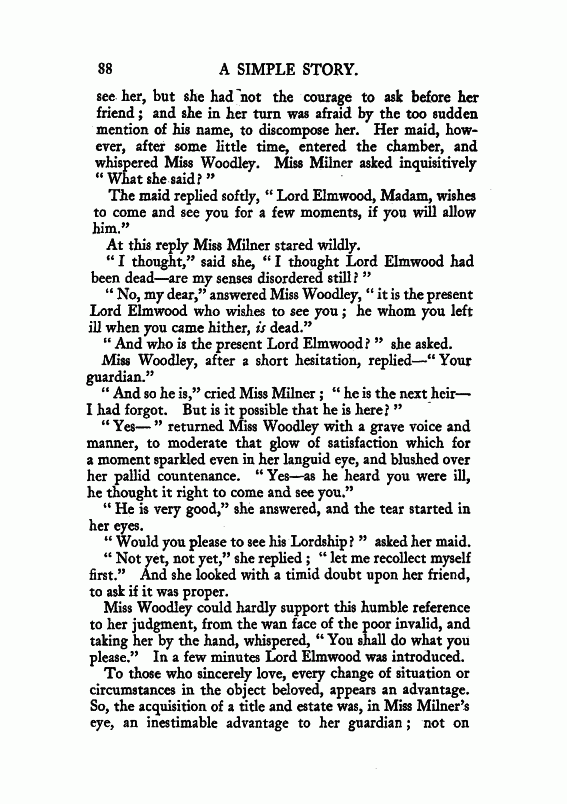 88 A SIMPLE STORY.
see her, but she had not the courage to ask before her
friend ; and she in her turn was afraid by the too sudden
mention of his name, to discompose her. Her maid, how-
ever, after some little time, entered the chamber, and
whispered Miss Woodley. Miss Milner asked inquisitively
“ What she said ? ”
The maid replied softly, “ Lord Elmwood, Madam, wishes
to come and see you for a few moments, if you will allow
him.”
At this reply Miss Milner stared wildly.
“ I thought,” said she, “ I thought Lord Elmwood had
been dead—are my senses disordered still ? ”
“ No, my dear,” answered Miss Woodley, “ it is the present
Lord Elmwood who wishes to see you ; he whom you left
ill when you came hither, is dead.”
“ And who is the present Lord Elmwood ? ” she asked.
Miss Woodley, after a short hesitation, replied—“ Your
guardian.”
“ And so he is,” cried Miss Milner ; “ he is the next heir—
I had forgot. But is it possible that he is here ? ”
“ Yes— ” returned Miss Woodley with a grave voice and
manner, to moderate that glow of satisfaction which for
a moment sparkled even in her languid eye, and blushed over
her pallid countenance. “ Yes—as he heard you were ill,
he thought it right to come and see you.”
“ He is very good,” she answered, and the tear started in
her eyes.
“ Would you please to see his Lordship ? ” asked her maid.
“ Not yet, not yet,” she replied ; “ let me recollect myself
first.” And she looked with a timid doubt upon her friend,
to ask if it was proper.
Miss Woodley could hardly support this humble reference
to her judgment, from the wan face of the poor invalid, and
taking her by the hand, whispered, “ You shall do what you
please.” In a few minutes Lord Elmwood was introduced.
To those who sincerely love, every change of situation or
circumstances in the object beloved, appears an advantage.
So, the acquisition of a title and estate was, in Miss Milner’s
eye, an inestimable advantage to her guardian ; not on